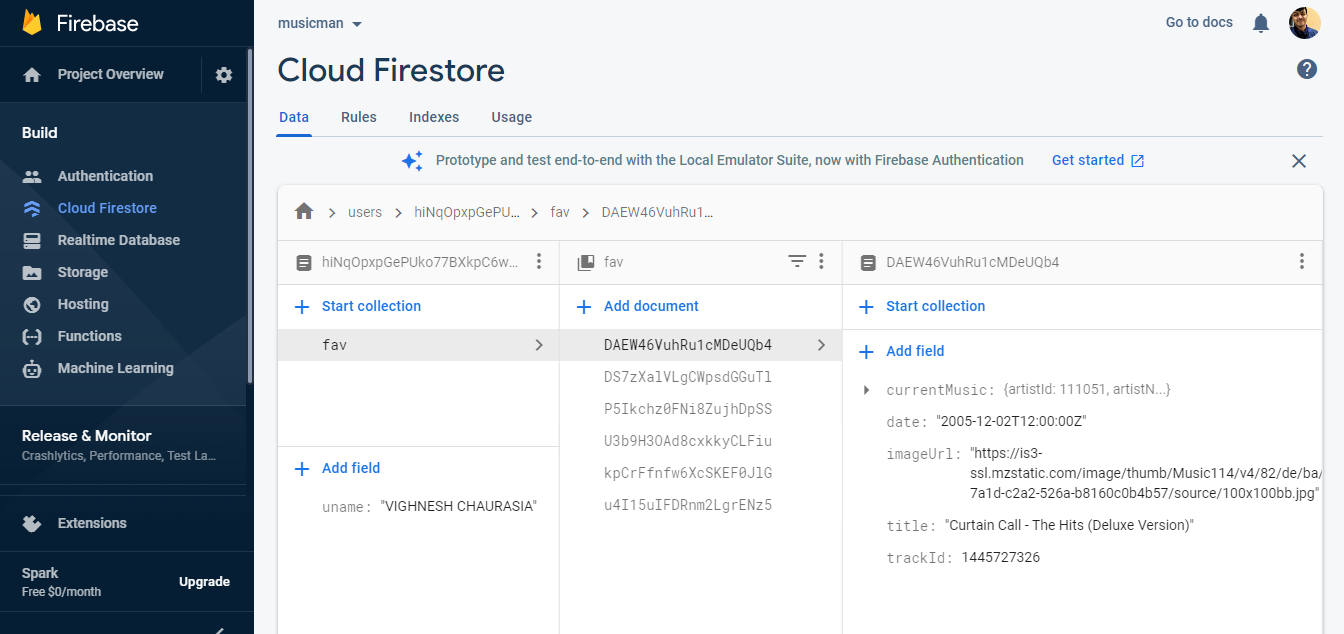 Firebase
musicman
Go to docs
Project Overview
Cloud Firestore
Data Rules Indexes Usage
Prototype and test end-to-end with the Local Emulator Suite, now with Firebase Authentication Get started
Build
Authentication
Cloud Firestore
Realtime Database
Storage
Hosting
Functions
Machine Learning
Release & Monitor
Crashlytics, Performance, Test La...
Extensions
Spark
Free $0/month
Upgrade
users > hiNqOpxpGePU... > fav > DAEW46VuhRu1...
hiNqOpxpGePUko77BXkpC6w...
Start collection
fav
Add field
uname: "VIGHNESH CHAURASIA"
fav
Add document
DAEW46VuhRu1cMDeUQb4
DS7zXalVLgCWpsdGGuTl
P5Ikchz0FNi8ZujhDpSS
U3b9H3OAd8cxkkyCLFiu
kpCrFfnfw6XcSKEF0JlG
u4I15uIFDRnm2LgrENz5
DAEW46VuhRu1cMDeUQb4
Start collection
Add field
currentMusic: {artistId: 111051, artistN...}
date: "2005-12-02T12:00:00Z"
imageUrl: "https://is3-
ssl.mzstatic.com/image/thumb/Music114/v4/82/de/ba/
7a1d-c2a2-526a-b8160c0b4b57/source/100x100bb.jpg"
title: "Curtain Call - The Hits (Deluxe Version)"
trackId: 1445727326